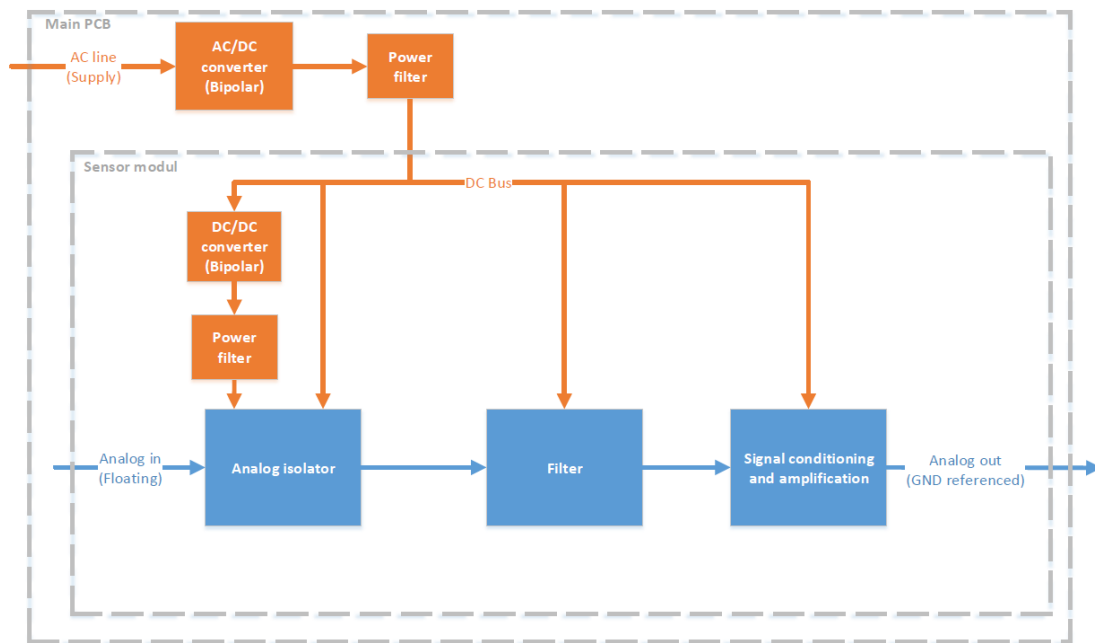 Main PCB
AC line
(Supply)
AC/DC
converter
(Bipolar)
Power
filter
Sensor modul
DC Bus
DC/DC
converter
(Bipolar)
Power
filter
Analog in
(Floating)
Analog isolator
Filter
Signal conditioning
and amplification
Analog out
(GND referenced)